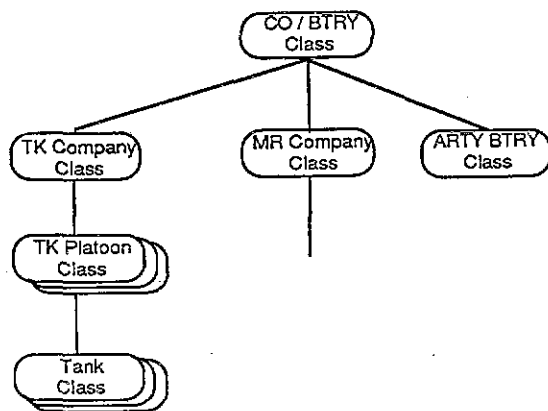 CO / BTRY
Class
TK Company
Class
MR Company
Class
ARTY BTRY
Class
TK Platoon
Class
Tank
Class